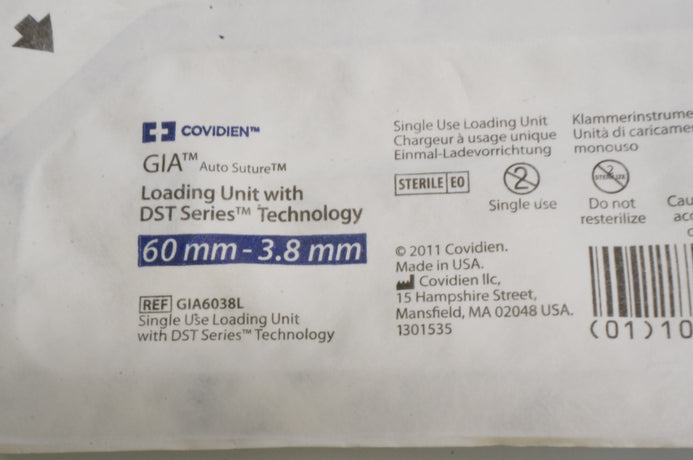 COVIDIEN™
GIA™ Auto Suture™
Loading Unit with
DST Series™ Technology
60 mm - 3.8 mm
REF GIA6038L
Single Use Loading Unit
with DST Series™ Technology
Single Use Loading Unit
Chargeur à usage unique
Einmal-Ladevorrichtung
STERILE EO
2
Single use
© 2011 Covidien.
Made in USA.
Covidien llc,
15 Hampshire Street,
Mansfield, MA 02048 USA.
1301535
Klammerinstrume
Unità di caricame
monouso
Do not
resterilize
Cau
(01)10